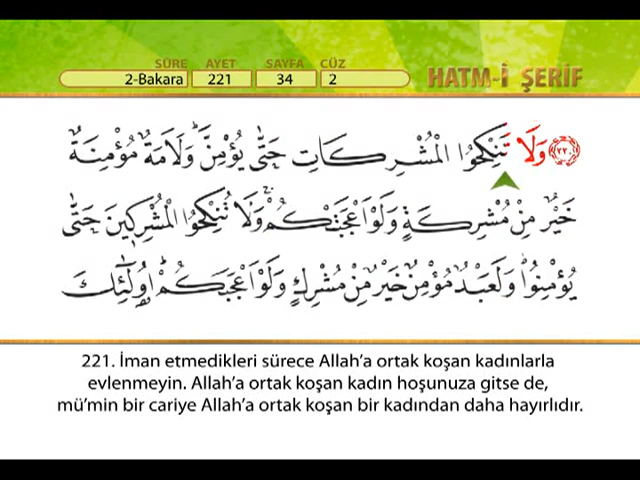 SÛRE AYET SAYFA CÜZ
2-Bakara 221 34 2
HATM-İ ŞERİF
﴿٢٢٠﴾ وَلَا تَنْكِحُوا الْمُشْرِكَاتِ حَتّٰى يُؤْمِنَّ وَلَاَمَةٌ مُؤْمِنَةٌ
خَيْرٌ مِنْ مُشْرِكَةٍ وَلَوْ اَعْجَبَتْكُمْ وَلَا تُنْكِحُوا الْمُشْرِكِينَ حَتّٰى
يُؤْمِنُوا وَلَعَبْدٌ مُؤْمِنٌ خَيْرٌ مِنْ مُشْرِكٍ وَلَوْ اَعْجَبَكُمْ اُولٰٓئِكَ
221. İman etmedikleri sürece Allah’a ortak koşan kadınlarla
evlenmeyin. Allah’a ortak koşan kadın hoşunuza gitse de,
mü’min bir cariye Allah’a ortak koşan bir kadından daha hayırlıdır.